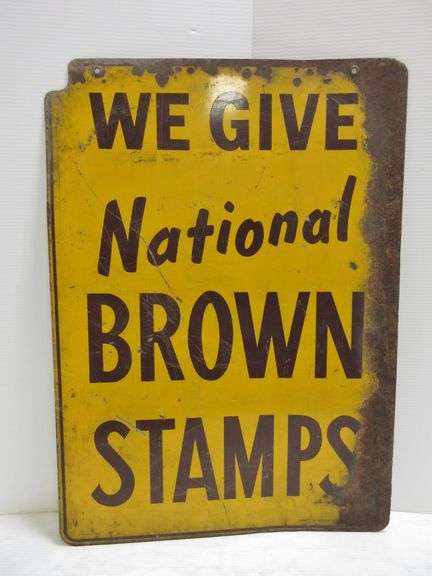 WE GIVE
National
BROWN
STAMPS